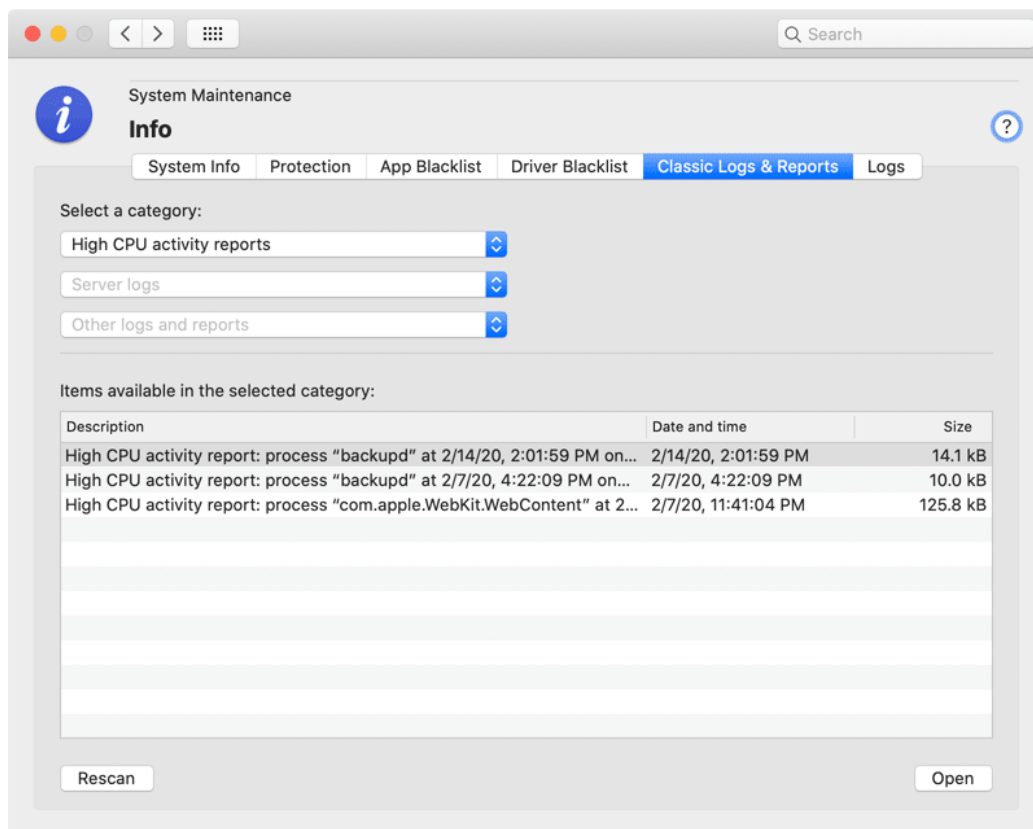 Search
System Maintenance
Info
?
System Info Protection App Blacklist Driver Blacklist Classic Logs & Reports Logs
Select a category:
High CPU activity reports
Server logs
Other logs and reports
Items available in the selected category:
Description Date and time Size
High CPU activity report: process “backupd” at 2/14/20, 2:01:59 PM on... 2/14/20, 2:01:59 PM 14.1 kB
High CPU activity report: process “backupd” at 2/7/20, 4:22:09 PM on... 2/7/20, 4:22:09 PM 10.0 kB
High CPU activity report: process “com.apple.WebKit.WebContent” at 2... 2/7/20, 11:41:04 PM 125.8 kB
Rescan Open